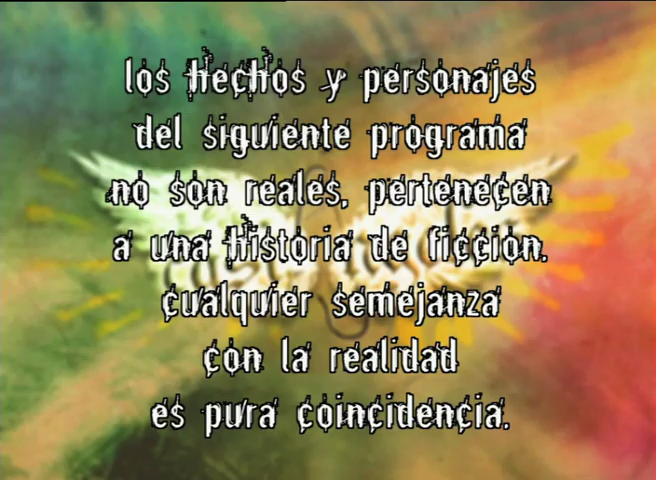 los hechos y personajes
del siguiente programa
no son reales, pertenecen
a una historia de ficción.
cualquier semejanza
con la realidad
es pura coincidencia.